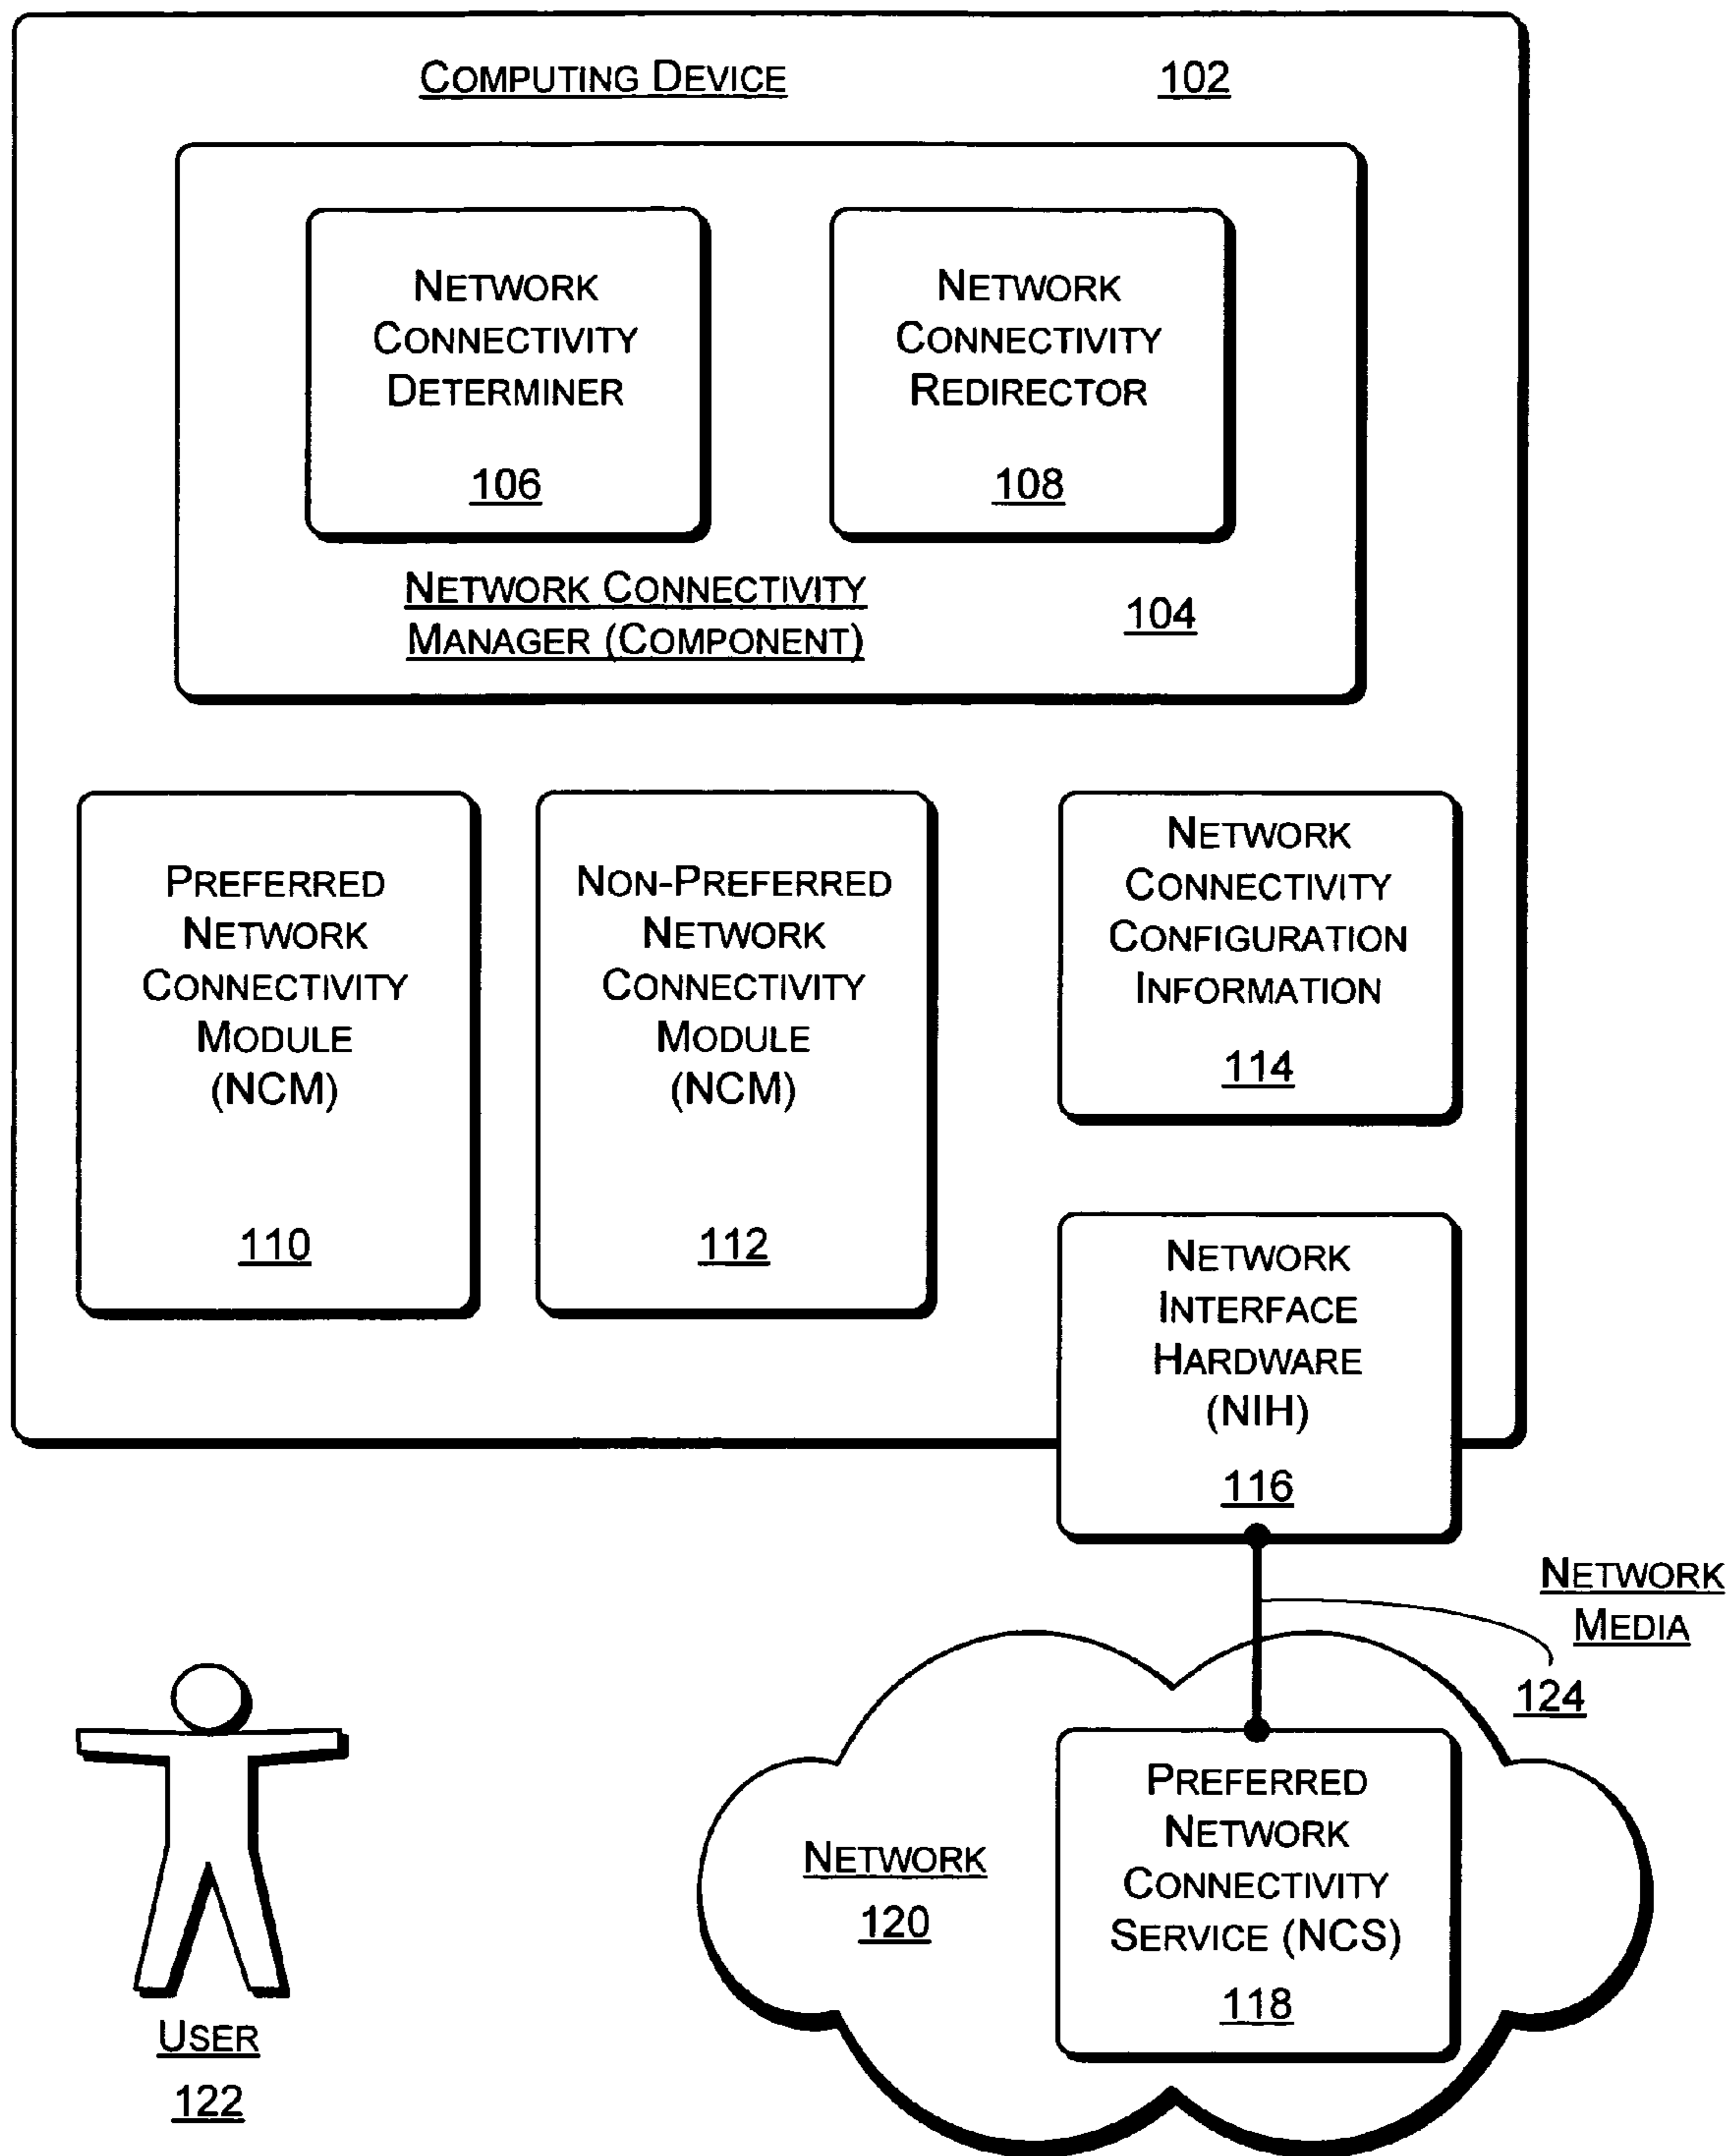 COMPUTING DEVICE 102
NETWORK
CONNECTIVITY
DETERMINER
106
NETWORK
CONNECTIVITY
REDIRECTOR
108
NETWORK CONNECTIVITY
MANAGER (COMPONENT)
104
PREFERRED
NETWORK
CONNECTIVITY
MODULE
(NCM)
110
NON-PREFERRED
NETWORK
CONNECTIVITY
MODULE
(NCM)
112
NETWORK
CONNECTIVITY
CONFIGURATION
INFORMATION
114
NETWORK
INTERFACE
HARDWARE
(NIH)
116
NETWORK
MEDIA
124
PREFERRED
NETWORK
CONNECTIVITY
SERVICE (NCS)
118
NETWORK
120
USER
122